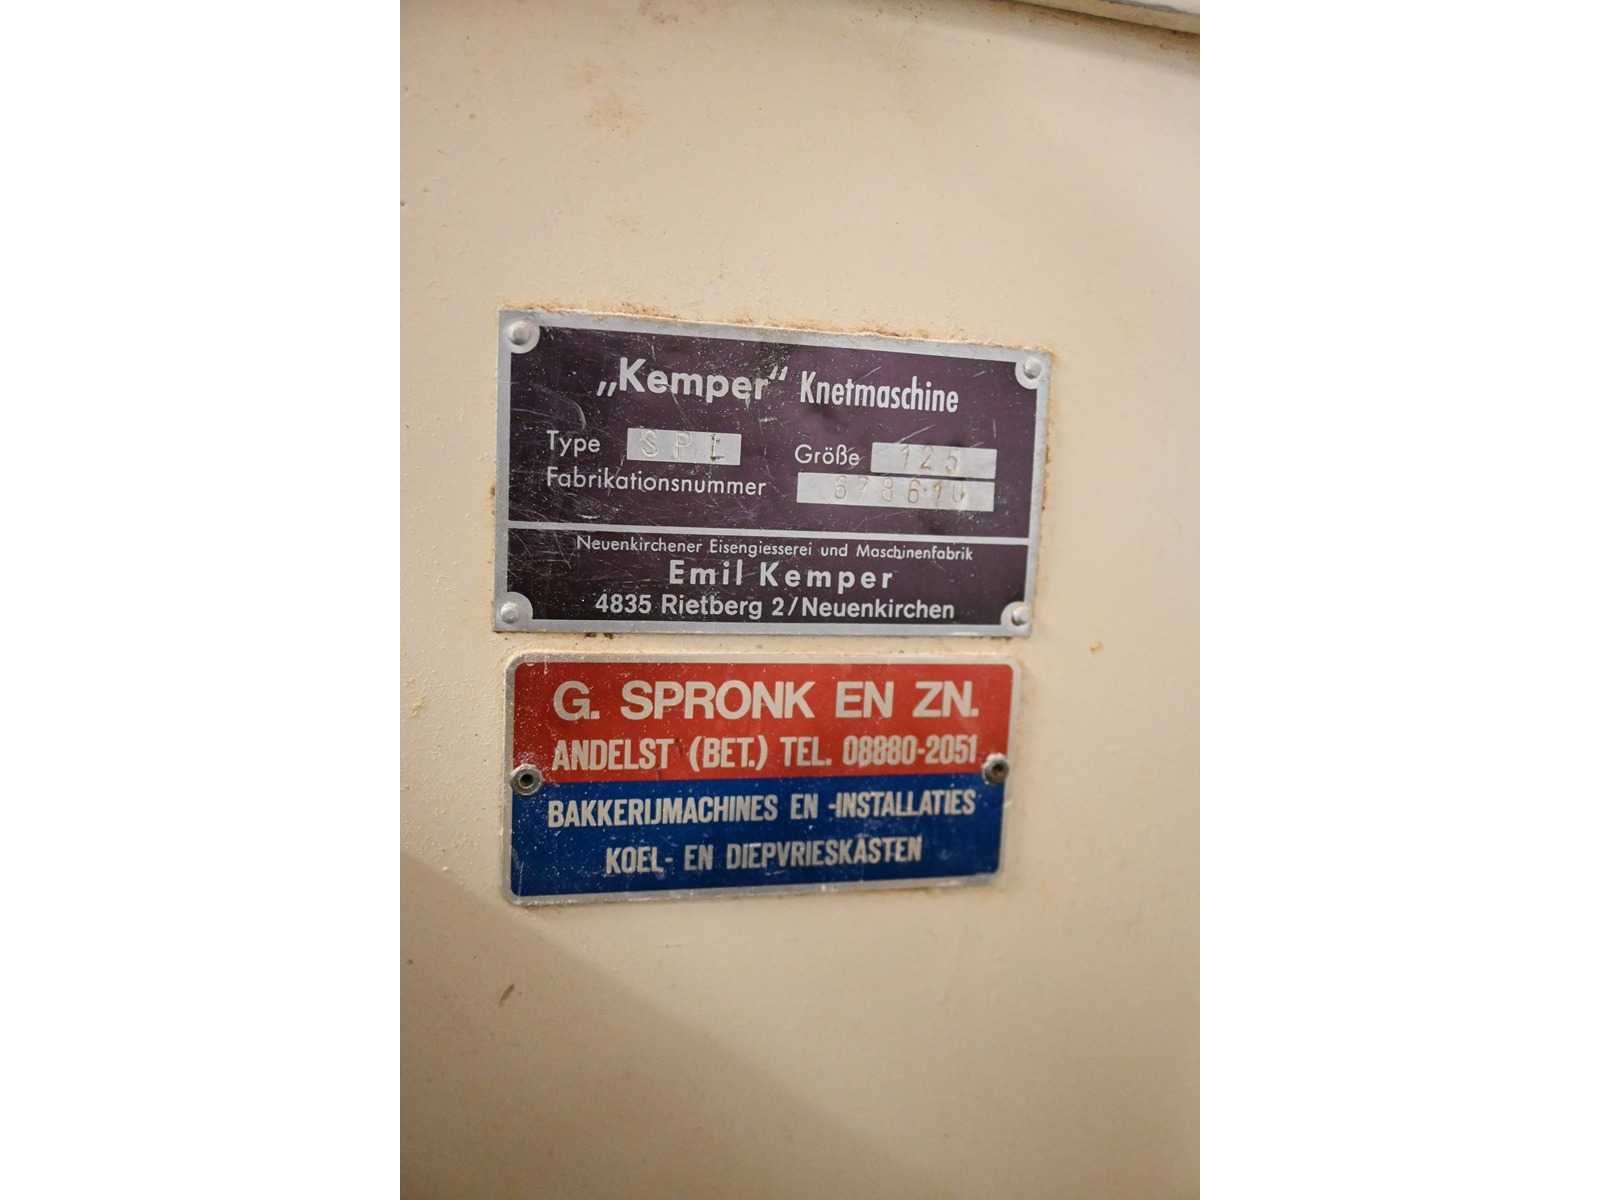 „Kemper“ Knetmaschine
Type SPL Größe 125
Fabrikationsnummer 678610
Neuenkirchener Eisengiesserei und Maschinenfabrik
Emil Kemper
4835 Rietberg 2/Neuenkirchen
G. SPRONK EN ZN.
ANDELST (BET.) TEL. 08880-2051
BAKKERIJMACHINES EN -INSTALLATIES
KOEL- EN DIEPVRIESKASTEN